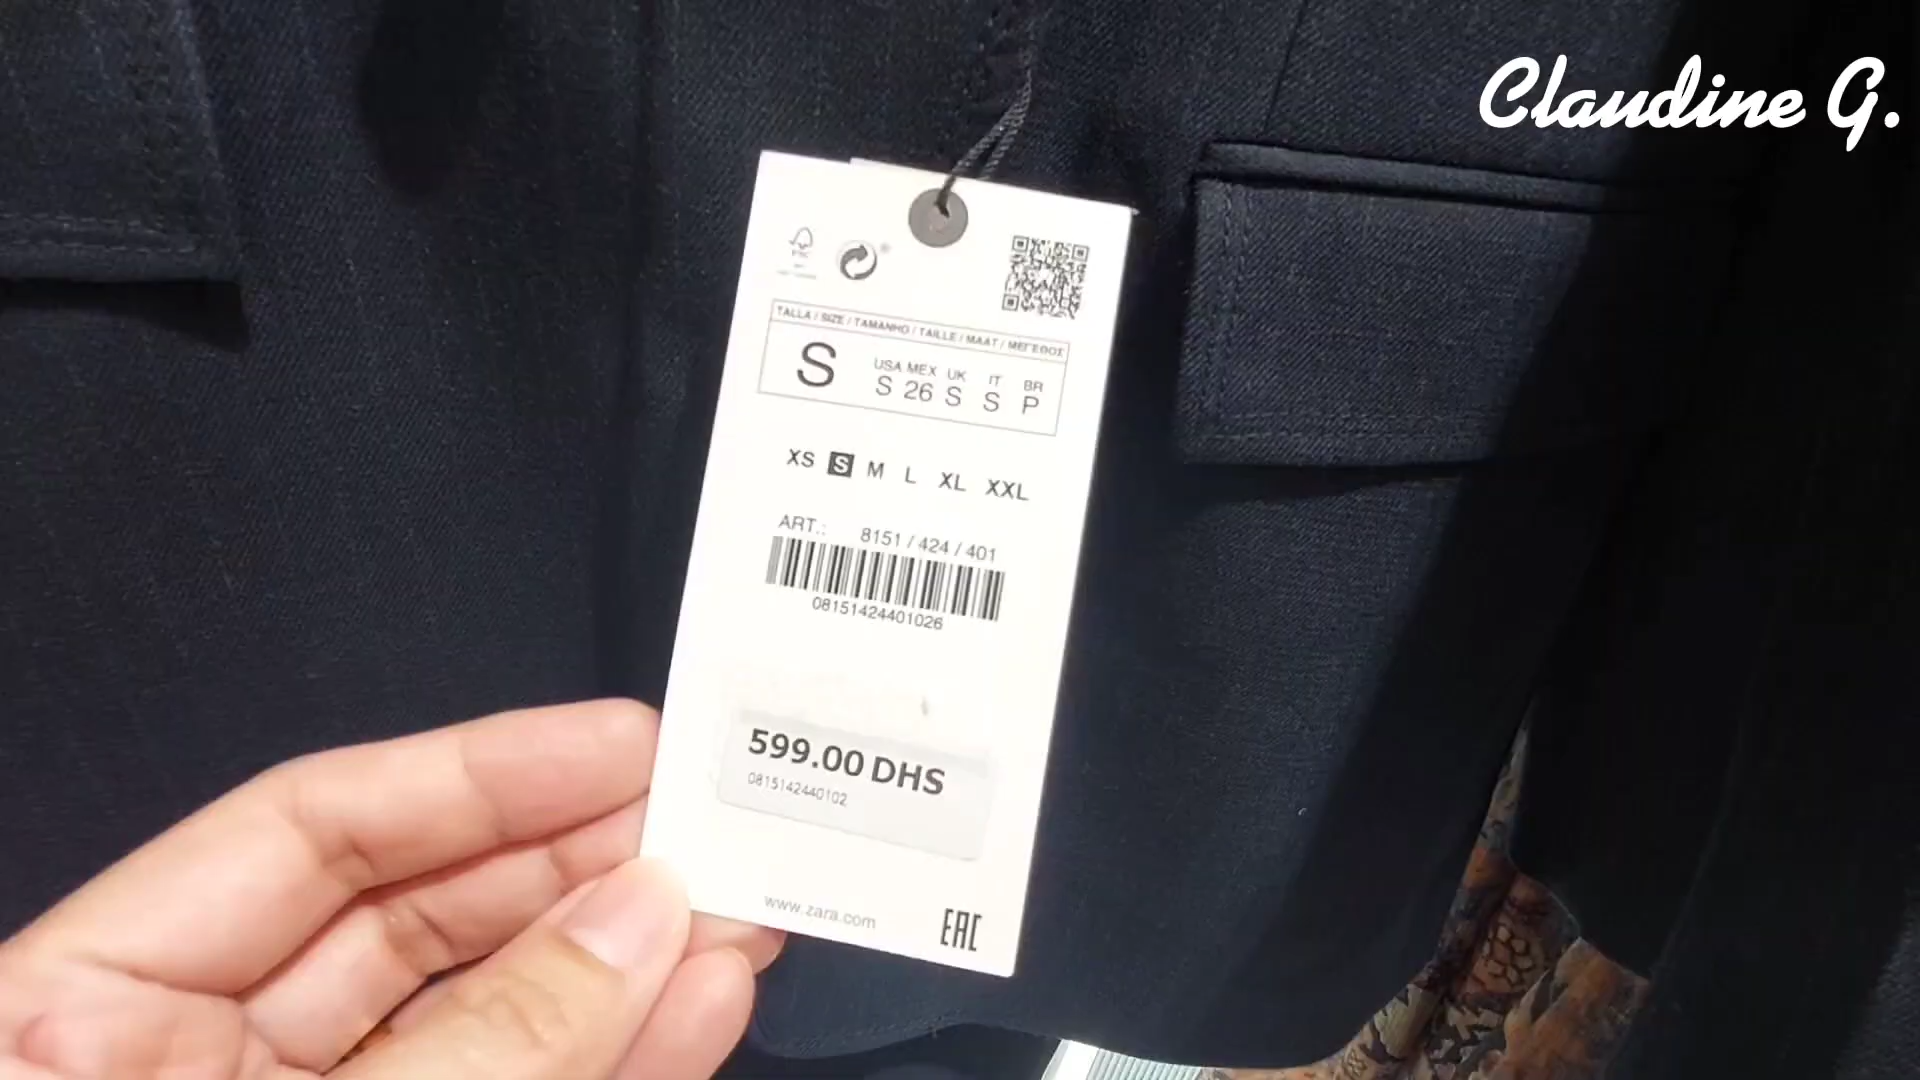 Claudine G.
FSC
TALLA / SIZE / TAMANHO / TAILLE / MAAT / ΜΕΓΕΘΟΣ
S
USA MEX UK IT BR
S 26 S S P
XS S M L XL XXL
ART.: 8151 / 424 / 401
08151424401026
599.00 DHS
0815142440102
www.zara.com
EAC